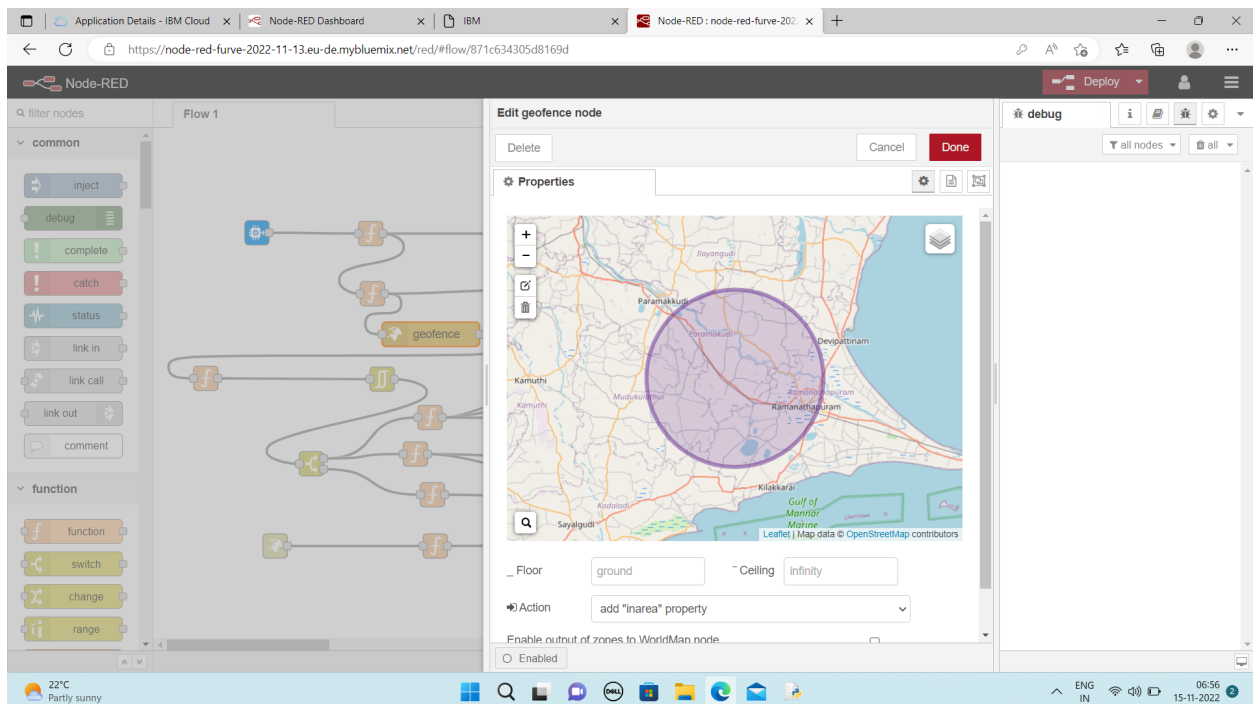 Application Details - IBM Cloud
Node-RED Dashboard
IBM
Node-RED : node-red-furve-202
https://node-red-furve-2022-11-13.eu-de.mybluemix.net/red/#flow/871c634305d8169d
Node-RED
Deploy
filter nodes
Flow 1
Edit geofence node
debug
i
common
Delete
Cancel
Done
all nodes
all
inject
Properties
debug
complete
catch
status
link in
link call
link out
comment
geofence
+
−
Ilayangudi
Paramakkudi
Paramakudi
Devipattinam
Kamuthi
Kamuthi
Mudukulathur
Ramanathapuram
Ramanathapuram
Kilakkarai
Kadaladi
Sayalgudi
Gulf of
Mannar
Marine
Leaflet | Map data © OpenStreetMap contributors
function
function
switch
change
range
_ Floor
ground
Ceiling
infinity
Action
add "inarea" property
Enable output of zones to WorldMap node
Enabled
22°C
Partly sunny
DELL
ENG
IN
06:56
15-11-2022
2